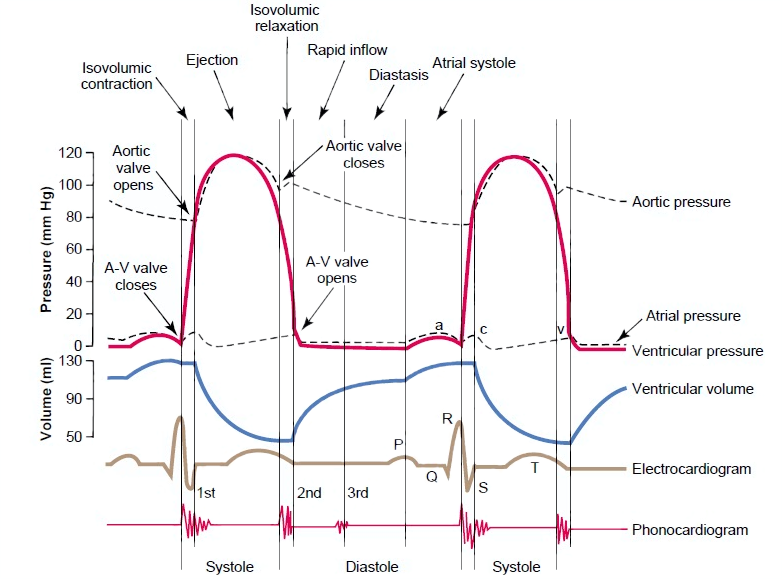 Isovolumic
relaxation
Ejection
Rapid inflow
Isovolumic
contraction
Diastasis
Atrial systole
120
100
80
60
40
20
0
Pressure (mm Hg)
Aortic
valve
opens
Aortic valve
closes
A-V valve
closes
A-V valve
opens
a
c
v
Aortic pressure
Atrial pressure
Ventricular pressure
130
90
50
Volume (ml)
Ventricular volume
R
P
Q
S
T
Electrocardiogram
1st
2nd
3rd
Phonocardiogram
Systole
Diastole
Systole